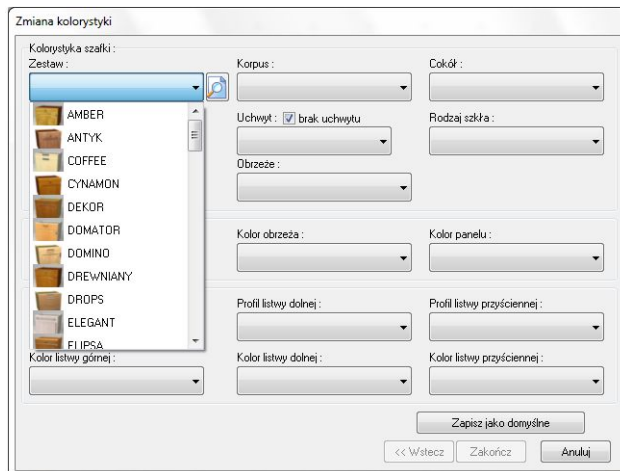 Zmiana kolorystyki
Kolorystyka szafki :
Zestaw :
Korpus :
Cokół :
AMBER
ANTYK
COFFEE
CYNAMON
DEKOR
DOMATOR
DOMINO
DREWNIANY
DROPS
ELEGANT
ELIPSA
Uchwyt : brak uchwytu
Rodzaj szkła :
Obrzeże :
Kolor obrzeża :
Kolor panelu :
Profil listwy dolnej :
Profil listwy przyściennej :
Kolor listwy górnej :
Kolor listwy dolnej :
Kolor listwy przyściennej :
Zapisz jako domyślne
<< Wstecz
Zakończ
Anuluj